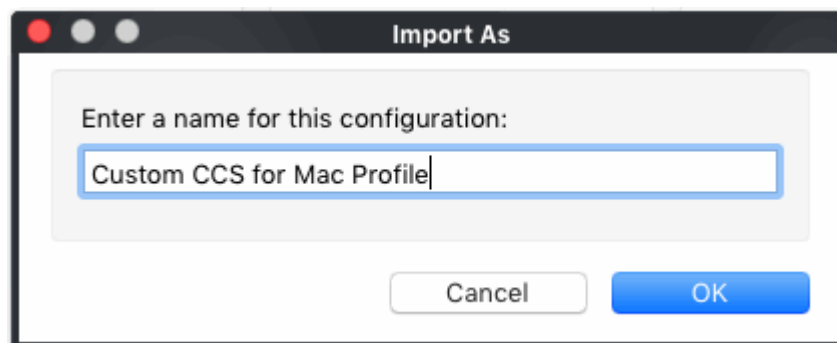 Import As
Enter a name for this configuration:
Custom CCS for Mac Profile
Cancel OK